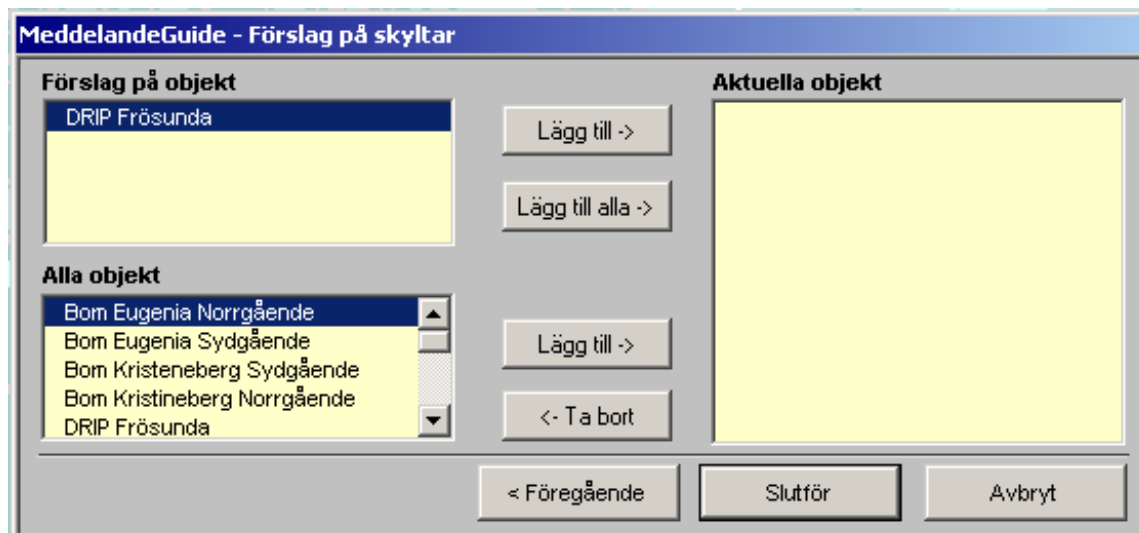 MeddelandeGuide - Förslag på skyltar
Förslag på objekt
DRIP Frösunda
Lägg till ->
Lägg till alla ->
Aktuella objekt
Alla objekt
Bom Eugenia Norrgående
Bom Eugenia Sydgående
Bom Kristeneberg Sydgående
Bom Kristineberg Norrgående
DRIP Frösunda
Lägg till ->
<- Ta bort
< Föregående
Slutför
Avbryt